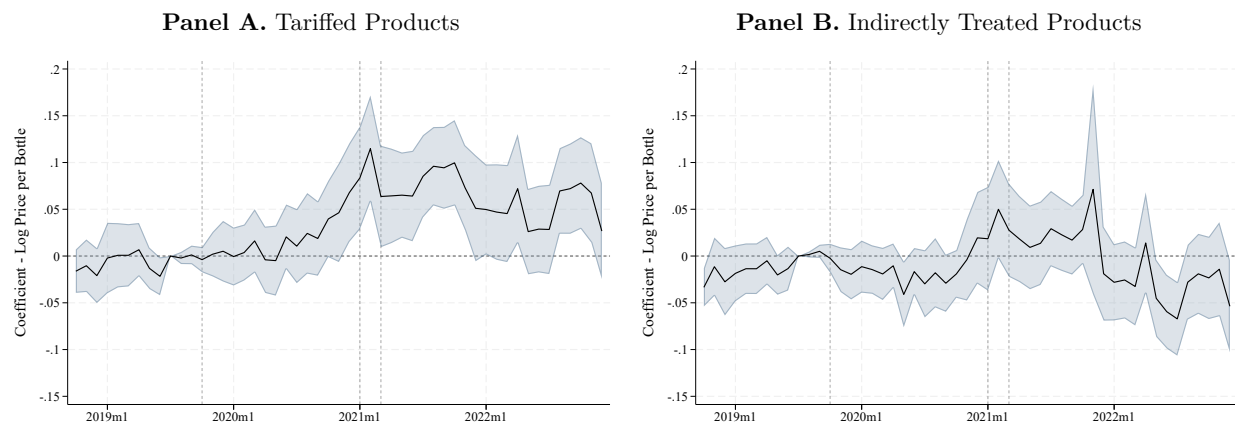 Panel A. Tariffed Products
Coefficient - Log Price per Bottle
.2
.15
.1
.05
0
-.05
-.1
-.15
2019m1 2020m1 2021m1 2022m1
Panel B. Indirectly Treated Products
Coefficient - Log Price per Bottle
.2
.15
.1
.05
0
-.05
-.1
-.15
2019m1 2020m1 2021m1 2022m1